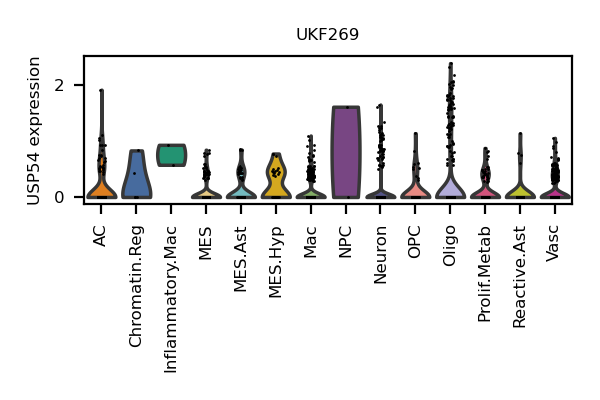 UKF269
USP54 expression
2
0
AC
Chromatin.Reg
Inflammatory.Mac
MES
MES.Ast
MES.Hyp
Mac
NPC
Neuron
OPC
Oligo
Prolif.Metab
Reactive.Ast
Vasc